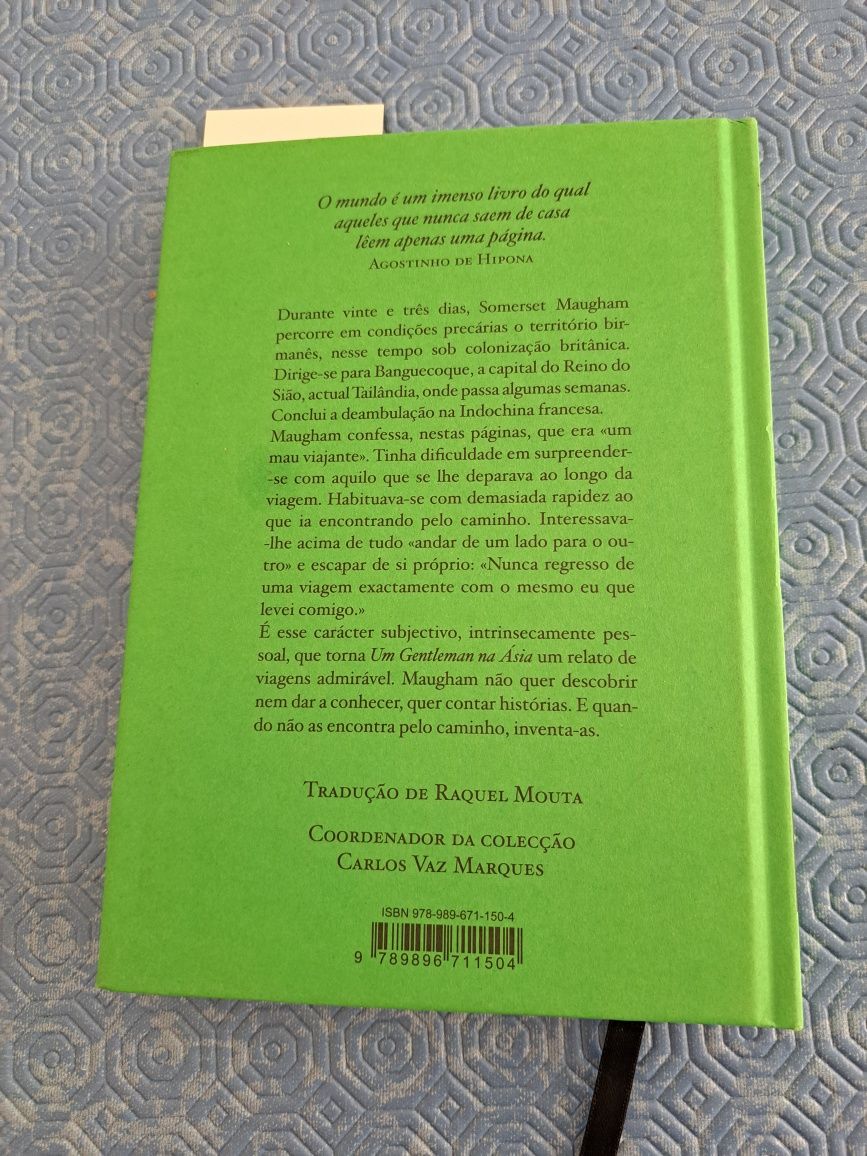 O mundo é um imenso livro do qual
aqueles que nunca saem de casa
lêem apenas uma página.
Agostinho de Hipona
Durante vinte e três dias, Somerset Maugham
percorre em condições precárias o território bir-
manês, nesse tempo sob colonização britânica.
Dirige-se para Banguecoque, a capital do Reino do
Sião, actual Tailândia, onde passa algumas semanas.
Conclui a deambulação na Indochina francesa.
Maugham confessa, nestas páginas, que era «um
mau viajante». Tinha dificuldade em surpreender-
-se com aquilo que se lhe deparava ao longo da
viagem. Habituava-se com demasiada rapidez ao
que ia encontrando pelo caminho. Interessava-
-lhe acima de tudo «andar de um lado para o ou-
tro» e escapar de si próprio: «Nunca regresso de
uma viagem exactamente com o mesmo eu que
levei comigo.»
É esse carácter subjectivo, intrinsecamente pes-
soal, que torna Um Gentleman na Ásia um relato de
viagens admirável. Maugham não quer descobrir
nem dar a conhecer, quer contar histórias. E quan-
do não as encontra pelo caminho, inventa-as.
Tradução de Raquel Mouta
Coordenador da colecção
Carlos Vaz Marques
ISBN 978-989-671-150-4
9 789896 711504